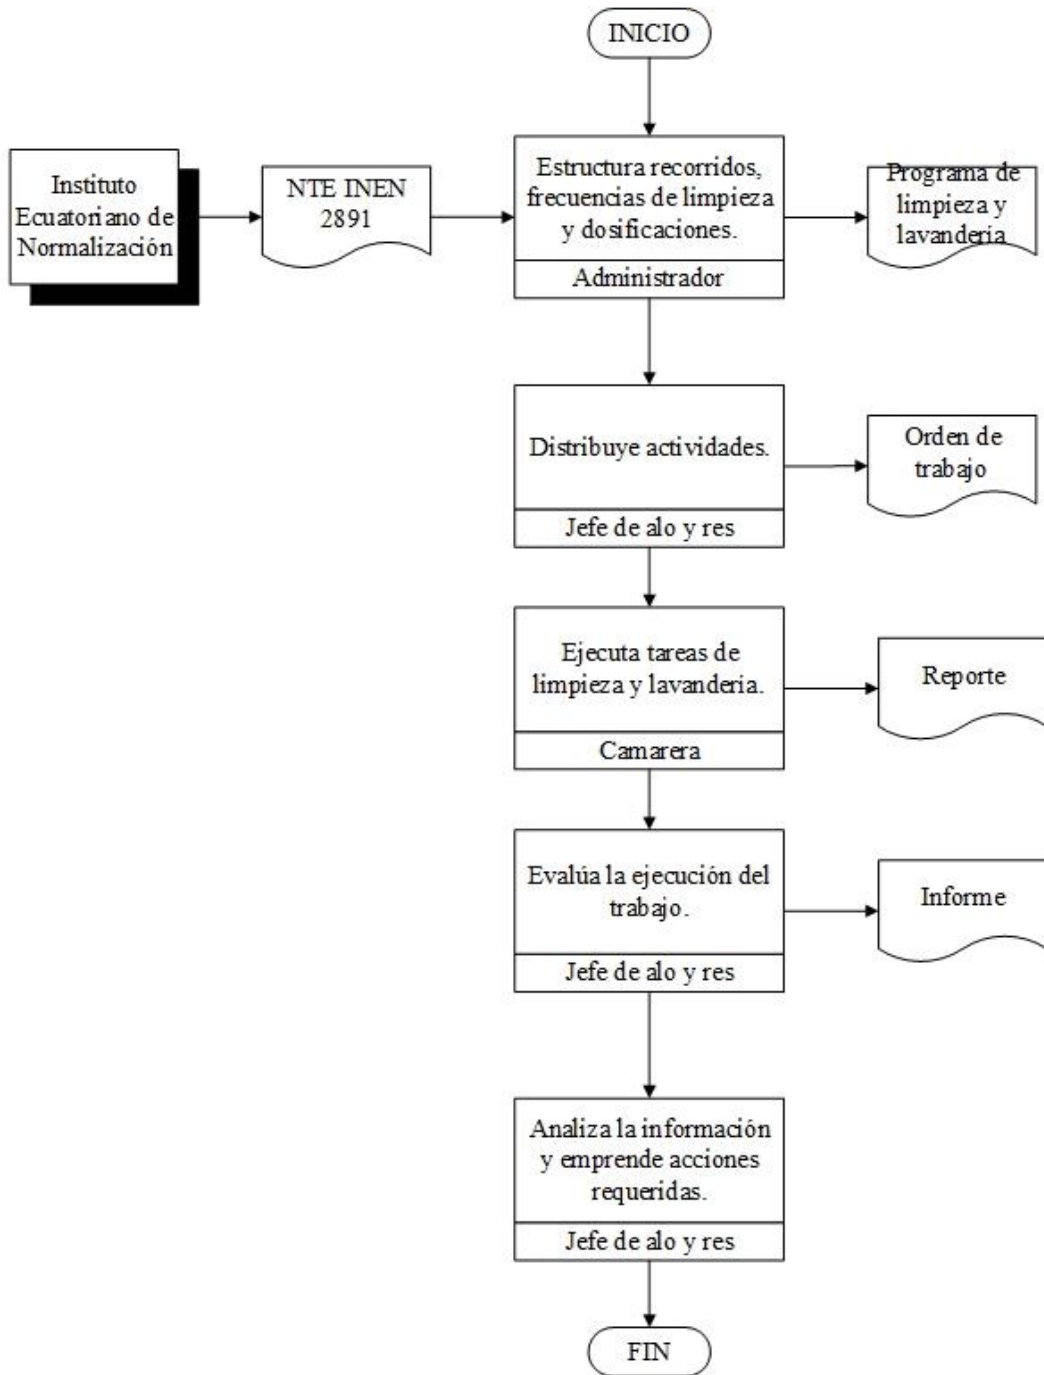 INICIO
Instituto
Ecuatoriano de
Normalización
NTE INEN
2891
Estructura recorridos,
frecuencias de limpieza
y dosificaciones.
Administrador
Programa de
limpieza y
lavandería
Distribuye actividades.
Jefe de alo y res
Orden de
trabajo
Ejecuta tareas de
limpieza y lavandería.
Camarera
Reporte
Evalúa la ejecución del
trabajo.
Jefe de alo y res
Informe
Analiza la información
y emprende acciones
requeridas.
Jefe de alo y res
FIN